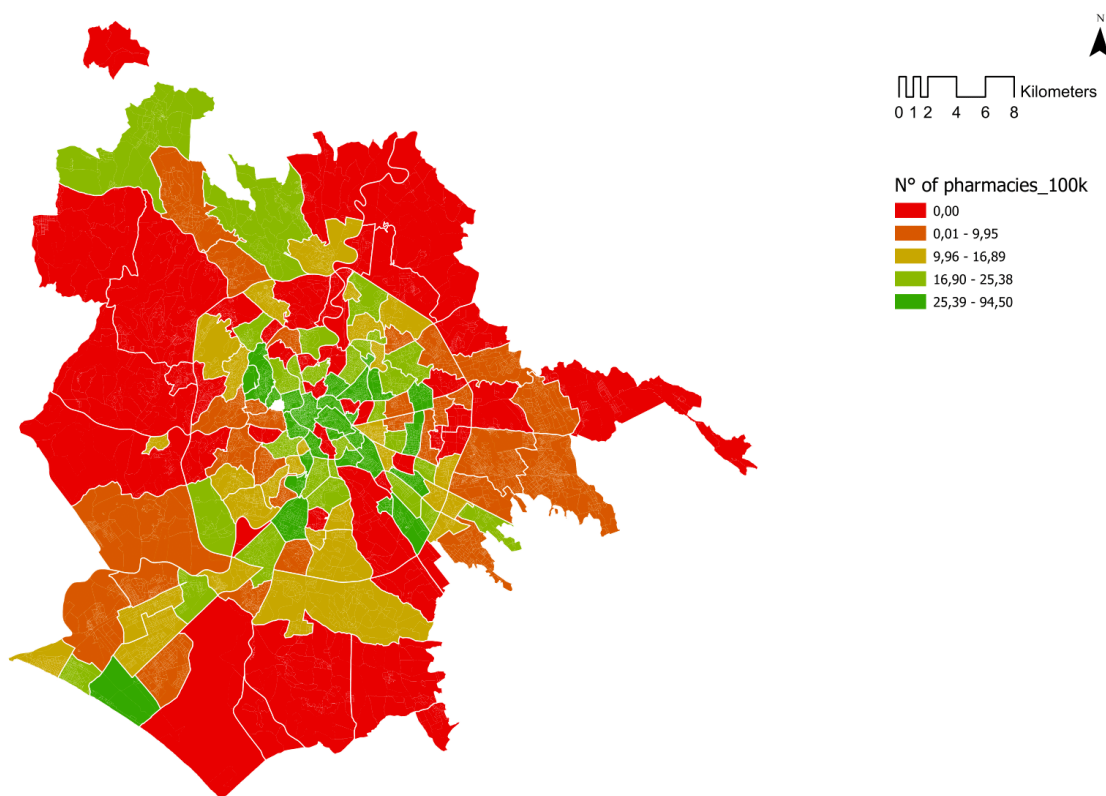 N
Kilometers
0 1 2 4 6 8
N° of pharmacies_100k
0,00
0,01 - 9,95
9,96 - 16,89
16,90 - 25,38
25,39 - 94,50